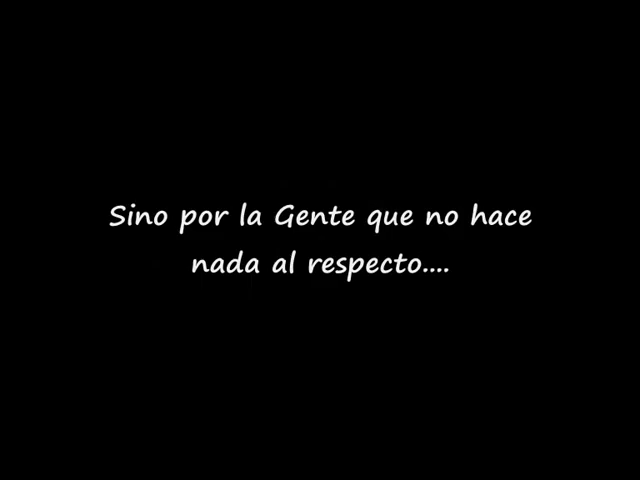 Sino por la Gente que no hace
nada al respecto....